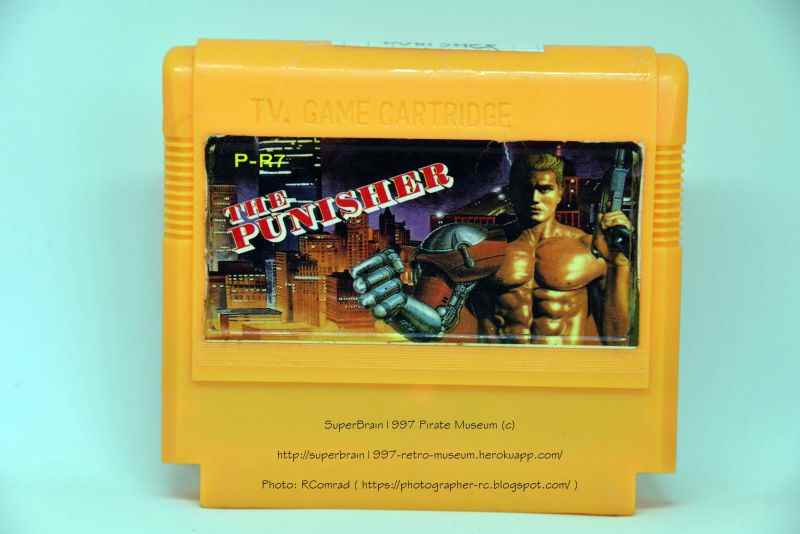 TV. GAME CARTRIDGE
P-R7
THE
PUNISHER
SuperBrain1997 Pirate Museum (c)
http://superbrain1997-retro-museum.herokuapp.com/
Photo: RComrad ( https://photographer-rc.blogspot.com/ )